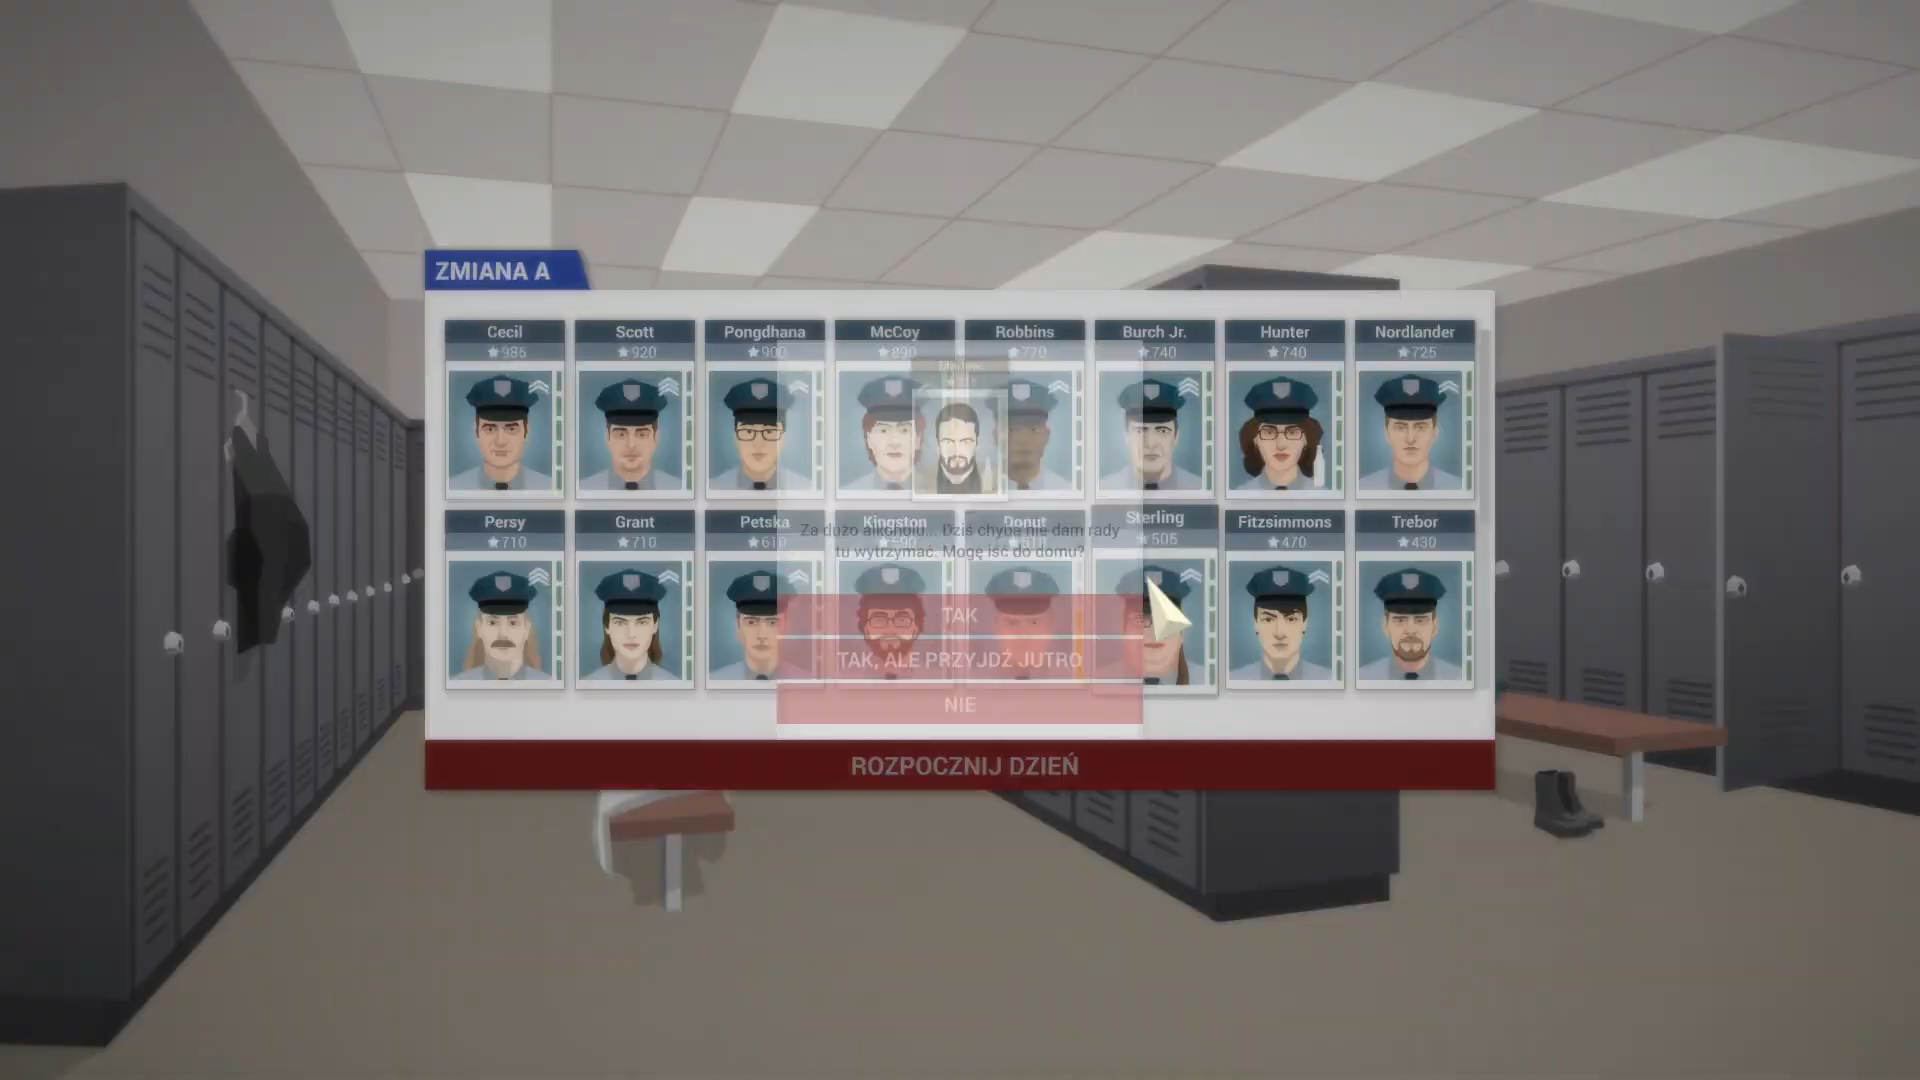 ZMIANA A
Cecil Scott Pongdhana McCoy Robbins Burch Jr. Hunter Nordlander
985 920 900 890 770 740 740 725
Persy Grant Petska Kingston Donut Sterling Fitzsimmons Trebor
710 710 610 505 470 430
Za dużo alkoholu... Dziś chyba nie dam rady
tu wytrzymać. Mogę iść do domu?
TAK
TAK, ALE PRZYJDŹ JUTRO
NIE
ROZPOCZNIJ DZIEŃ